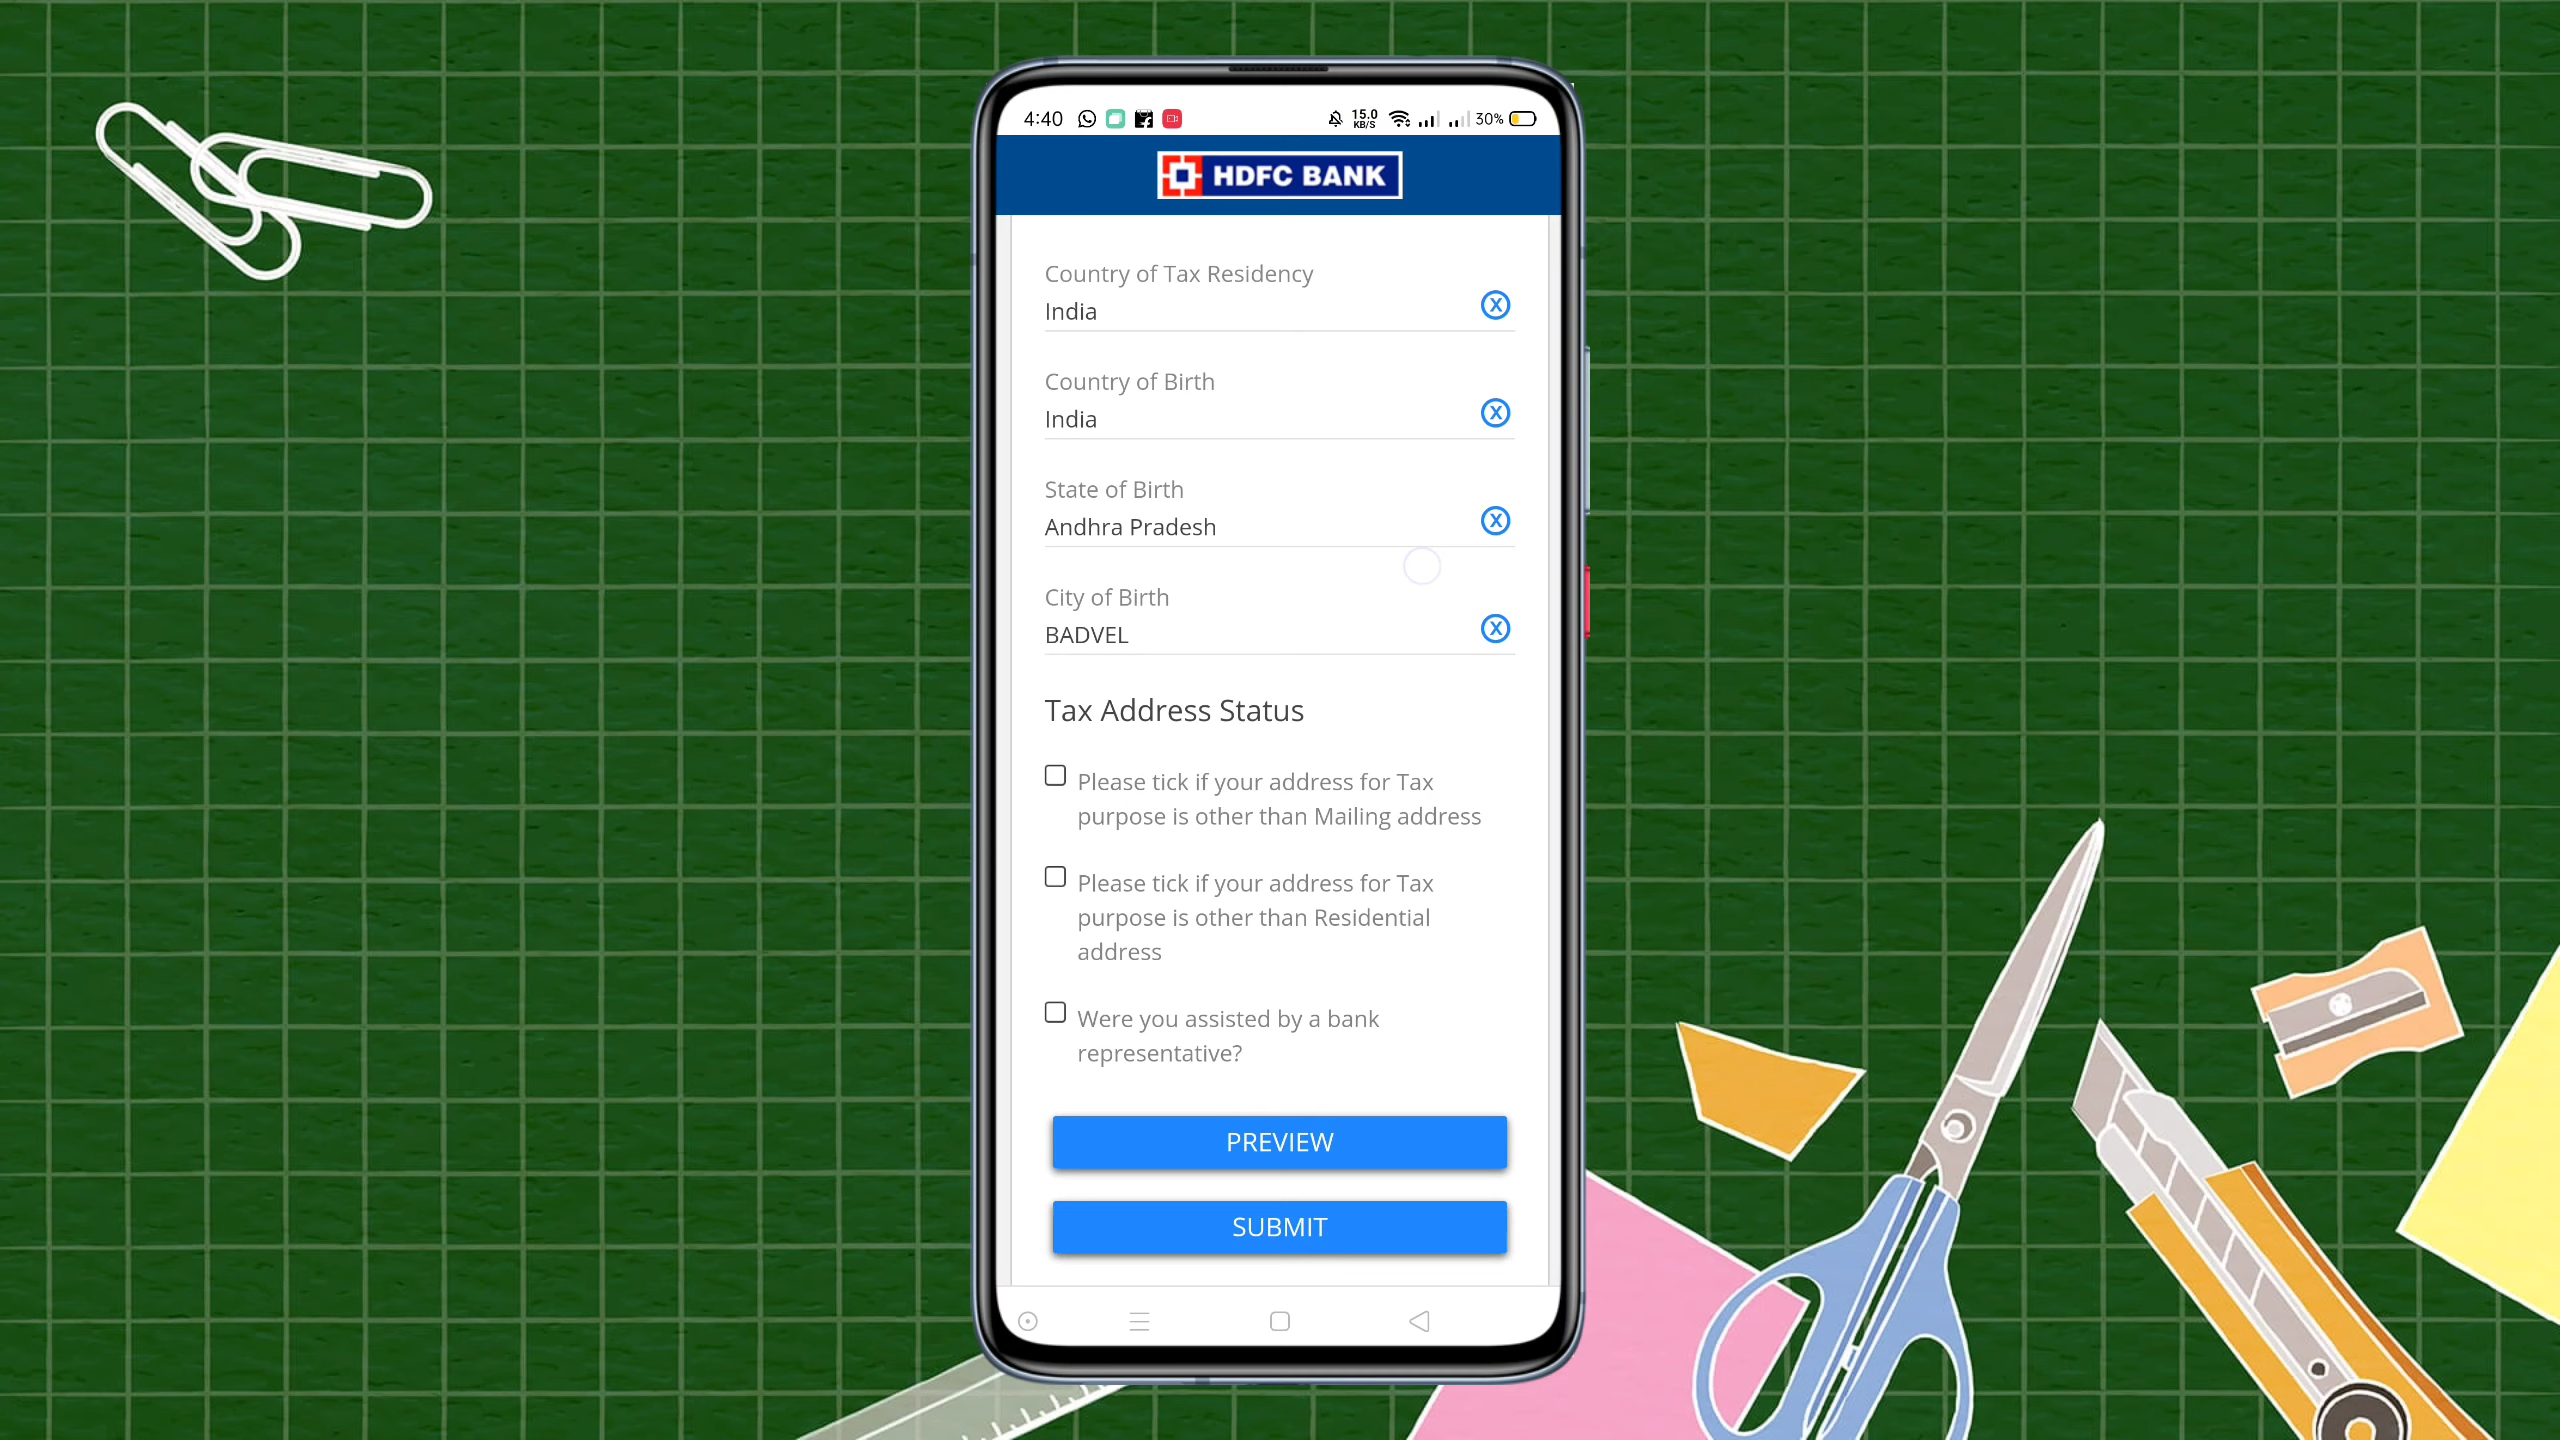 4:40 15.0 KB/S 30%
HDFC BANK
Country of Tax Residency
India
X
Country of Birth
India
X
State of Birth
Andhra Pradesh
X
City of Birth
BADVEL
X
Tax Address Status
Please tick if your address for Tax
purpose is other than Mailing address
Please tick if your address for Tax
purpose is other than Residential
address
Were you assisted by a bank
representative?
PREVIEW
SUBMIT